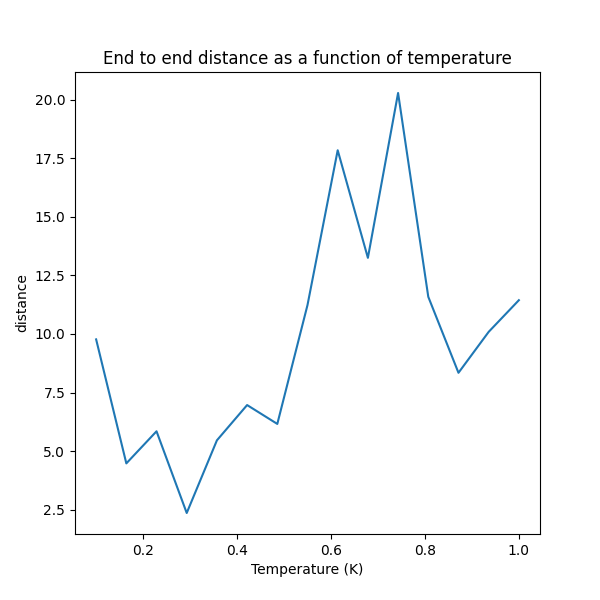 End to end distance as a function of temperature
20.0
17.5
15.0
12.5
10.0
7.5
5.0
2.5
distance
0.2 0.4 0.6 0.8 1.0
Temperature (K)